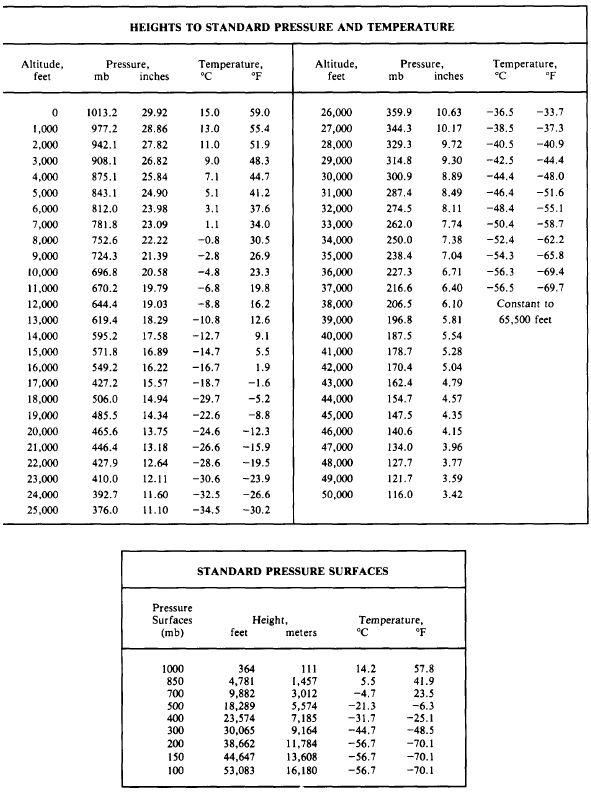 HEIGHTS TO STANDARD PRESSURE AND TEMPERATURE
Altitude, Pressure, Temperature, Altitude, Pressure, Temperature,
feet mb inches °C °F feet mb inches °C °F
0 1013.2 29.92 15.0 59.0 26,000 359.9 10.63 −36.5 −33.7
1,000 977.2 28.86 13.0 55.4 27,000 344.3 10.17 −38.5 −37.3
2,000 942.1 27.82 11.0 51.9 28,000 329.3 9.72 −40.5 −40.9
3,000 908.1 26.82 9.0 48.3 29,000 314.8 9.30 −42.5 −44.4
4,000 875.1 25.84 7.1 44.7 30,000 300.9 8.89 −44.4 −48.0
5,000 843.1 24.90 5.1 41.2 31,000 287.4 8.49 −46.4 −51.6
6,000 812.0 23.98 3.1 37.6 32,000 274.5 8.11 −48.4 −55.1
7,000 781.8 23.09 1.1 34.0 33,000 262.0 7.74 −50.4 −58.7
8,000 752.6 22.22 −0.8 30.5 34,000 250.0 7.38 −52.4 −62.2
9,000 724.3 21.39 −2.8 26.9 35,000 238.4 7.04 −54.3 −65.8
10,000 696.8 20.58 −4.8 23.3 36,000 227.3 6.71 −56.3 −69.4
11,000 670.2 19.79 −6.8 19.8 37,000 216.6 6.40 −56.5 −69.7
12,000 644.4 19.03 −8.8 16.2 38,000 206.5 6.10 Constant to
13,000 619.4 18.29 −10.8 12.6 39,000 196.8 5.81 65,500 feet
14,000 595.2 17.58 −12.7 9.1 40,000 187.5 5.54
15,000 571.8 16.89 −14.7 5.5 41,000 178.7 5.28
16,000 549.2 16.22 −16.7 1.9 42,000 170.4 5.04
17,000 427.2 15.57 −18.7 −1.6 43,000 162.4 4.79
18,000 506.0 14.94 −29.7 −5.2 44,000 154.7 4.57
19,000 485.5 14.34 −22.6 −8.8 45,000 147.5 4.35
20,000 465.6 13.75 −24.6 −12.3 46,000 140.6 4.15
21,000 446.4 13.18 −26.6 −15.9 47,000 134.0 3.96
22,000 427.9 12.64 −28.6 −19.5 48,000 127.7 3.77
23,000 410.0 12.11 −30.6 −23.9 49,000 121.7 3.59
24,000 392.7 11.60 −32.5 −26.6 50,000 116.0 3.42
25,000 376.0 11.10 −34.5 −30.2
STANDARD PRESSURE SURFACES
Pressure
Surfaces Height, Temperature,
(mb) feet meters °C °F
1000 364 111 14.2 57.8
850 4,781 1,457 5.5 41.9
700 9,882 3,012 −4.7 23.5
500 18,289 5,574 −21.3 −6.3
400 23,574 7,185 −31.7 −25.1
300 30,065 9,164 −44.7 −48.5
200 38,662 11,784 −56.7 −70.1
150 44,647 13,608 −56.7 −70.1
100 53,083 16,180 −56.7 −70.1